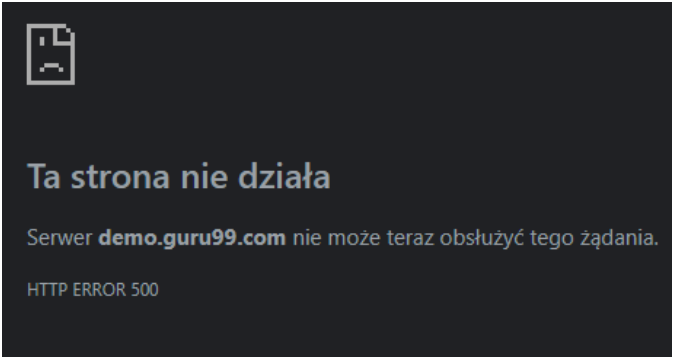 Ta strona nie działa
Serwer demo.guru99.com nie może teraz obsłużyć tego żądania.
HTTP ERROR 500